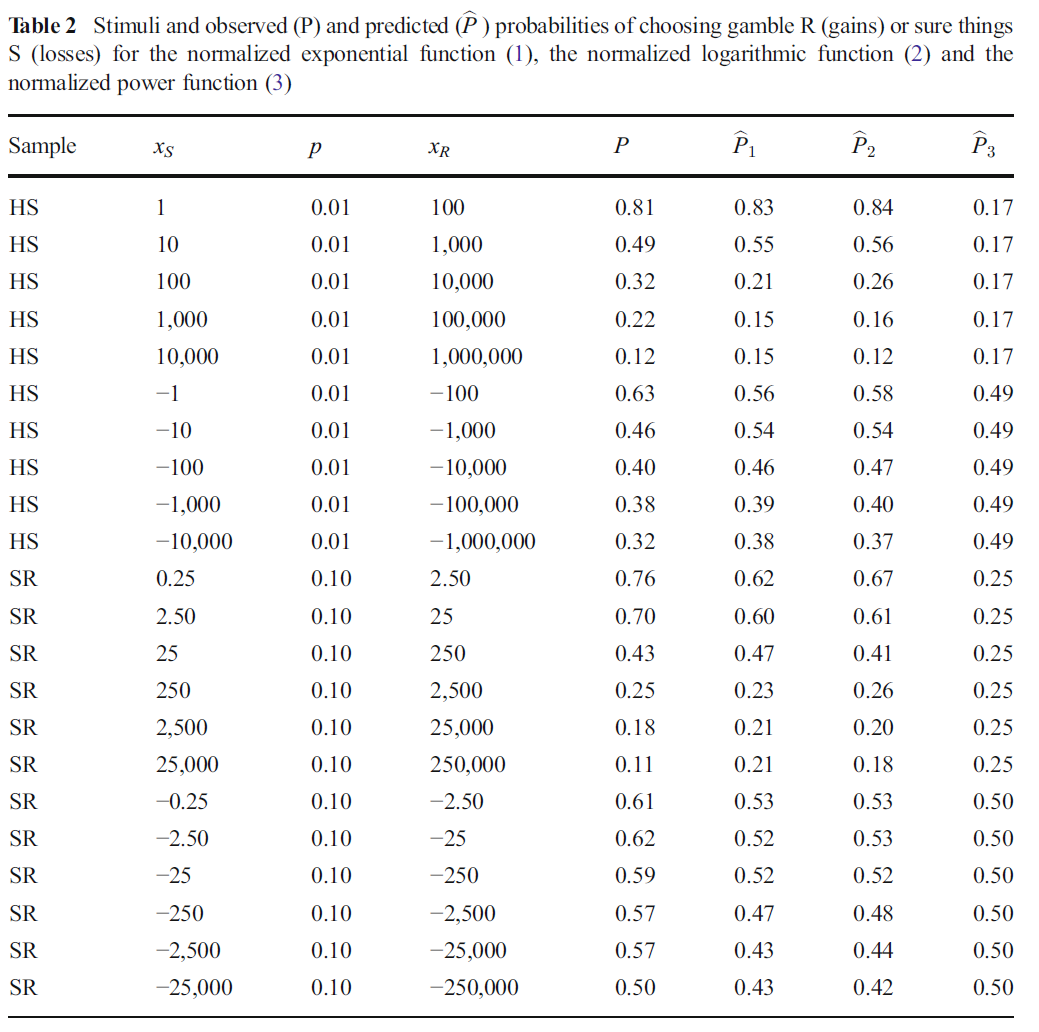 Table 2 Stimuli and observed (P) and predicted (P̂ ) probabilities of choosing gamble R (gains) or sure things
S (losses) for the normalized exponential function (1), the normalized logarithmic function (2) and the
normalized power function (3)
Sample x_S p x_R P P̂_1 P̂_2 P̂_3
HS 1 0.01 100 0.81 0.83 0.84 0.17
HS 10 0.01 1,000 0.49 0.55 0.56 0.17
HS 100 0.01 10,000 0.32 0.21 0.26 0.17
HS 1,000 0.01 100,000 0.22 0.15 0.16 0.17
HS 10,000 0.01 1,000,000 0.12 0.15 0.12 0.17
HS −1 0.01 −100 0.63 0.56 0.58 0.49
HS −10 0.01 −1,000 0.46 0.54 0.54 0.49
HS −100 0.01 −10,000 0.40 0.46 0.47 0.49
HS −1,000 0.01 −100,000 0.38 0.39 0.40 0.49
HS −10,000 0.01 −1,000,000 0.32 0.38 0.37 0.49
SR 0.25 0.10 2.50 0.76 0.62 0.67 0.25
SR 2.50 0.10 25 0.70 0.60 0.61 0.25
SR 25 0.10 250 0.43 0.47 0.41 0.25
SR 250 0.10 2,500 0.25 0.23 0.26 0.25
SR 2,500 0.10 25,000 0.18 0.21 0.20 0.25
SR 25,000 0.10 250,000 0.11 0.21 0.18 0.25
SR −0.25 0.10 −2.50 0.61 0.53 0.53 0.50
SR −2.50 0.10 −25 0.62 0.52 0.53 0.50
SR −25 0.10 −250 0.59 0.52 0.52 0.50
SR −250 0.10 −2,500 0.57 0.47 0.48 0.50
SR −2,500 0.10 −25,000 0.57 0.43 0.44 0.50
SR −25,000 0.10 −250,000 0.50 0.43 0.42 0.50